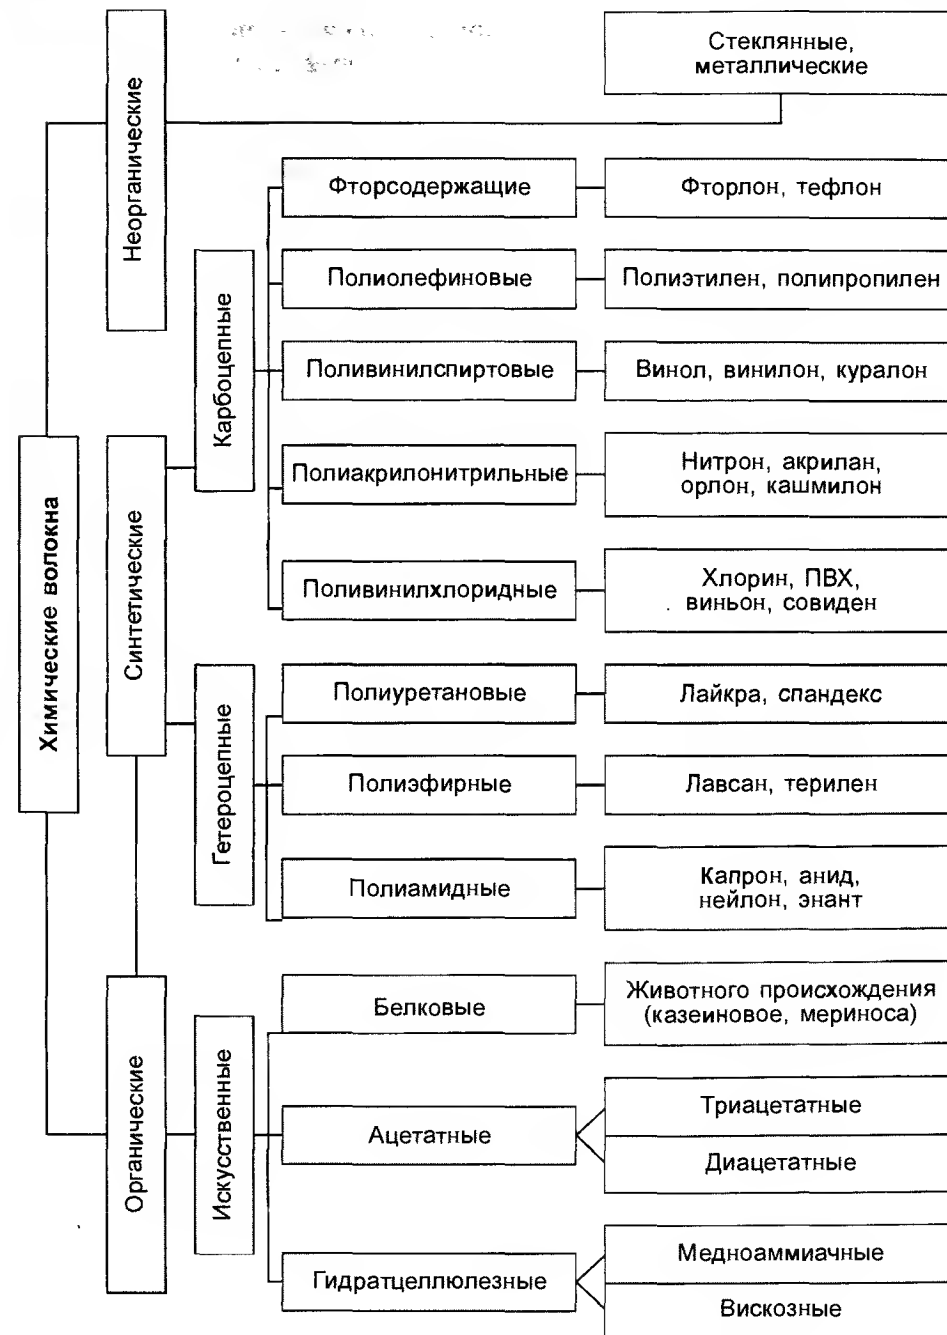 Химические волокна
Неорганические
Стеклянные,
металлические
Синтетические
Карбоцепные
Фторсодержащие
Фторлон, тефлон
Полиолефиновые
Полиэтилен, полипропилен
Поливинилспиртовые
Винол, винилон, куралон
Полиакрилонитрильные
Нитрон, акрилан,
орлон, кашмилон
Поливинилхлоридные
Хлорин, ПВХ,
виньон, совиден
Гетероцепные
Полиуретановые
Лайкра, спандекс
Полиэфирные
Лавсан, терилен
Полиамидные
Капрон, анид,
нейлон, энант
Органические
Искусственные
Белковые
Животного происхождения
(казеиновое, мериноса)
Ацетатные
Триацетатные
Диацетатные
Гидратцеллюлезные
Медноаммиачные
Вискозные